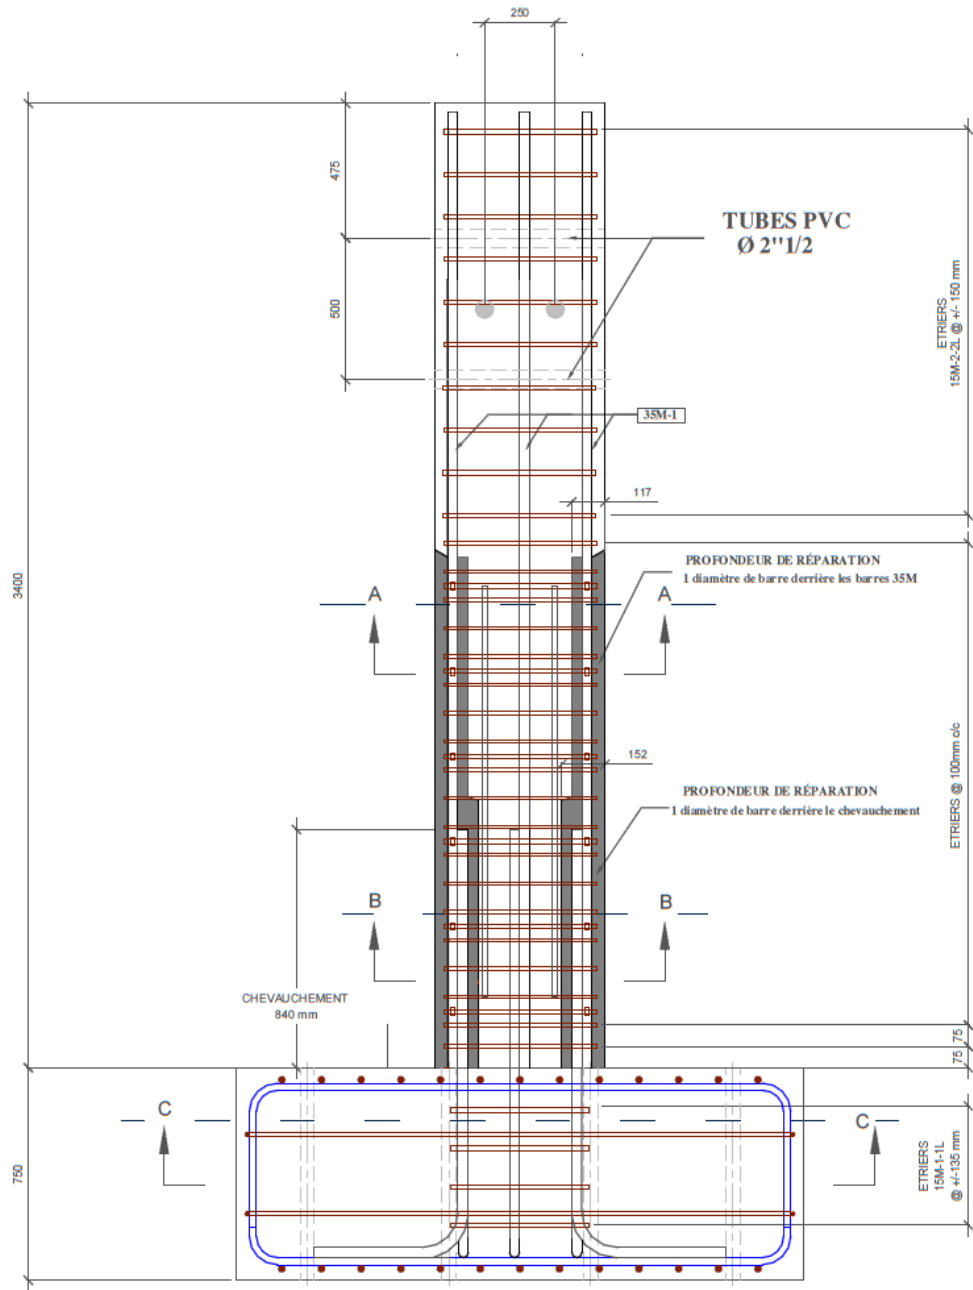 250
475
TUBES PVC
Ø 2"1/2
500
ETRIERS
15M-2-2L @ +/- 150 mm
35M-1
117
PROFONDEUR DE RÉPARATION
1 diamètre de barre derrière les barres 35M
3400
A
A
152
PROFONDEUR DE RÉPARATION
1 diamètre de barre derrière le chevauchement
ETRIERS @ 100mm c/c
B
B
CHEVAUCHEMENT
840 mm
75
75
C
C
750
ETRIERS
15M-1-1L
@ +/-135 mm